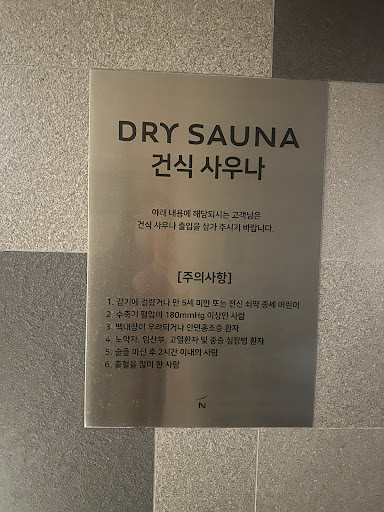 DRY SAUNA
건식 사우나
아래 내용에 해당되시는 고객님은
건식 사우나 출입을 삼가 주시기 바랍니다.
[주의사항]
1. 감기에 걸렸거나 만 5세 미만 또는 전신 쇠약 증세 어린이
2. 수축기 혈압이 180mmHg 이상인 사람
3. 백내장이 우려되거나 안면홍조증 환자
4. 노약자, 임산부, 고열환자 및 중증 심장병 환자
5. 술을 마신 후 2시간 이내의 사람
6. 출혈을 많이 한 사람
N